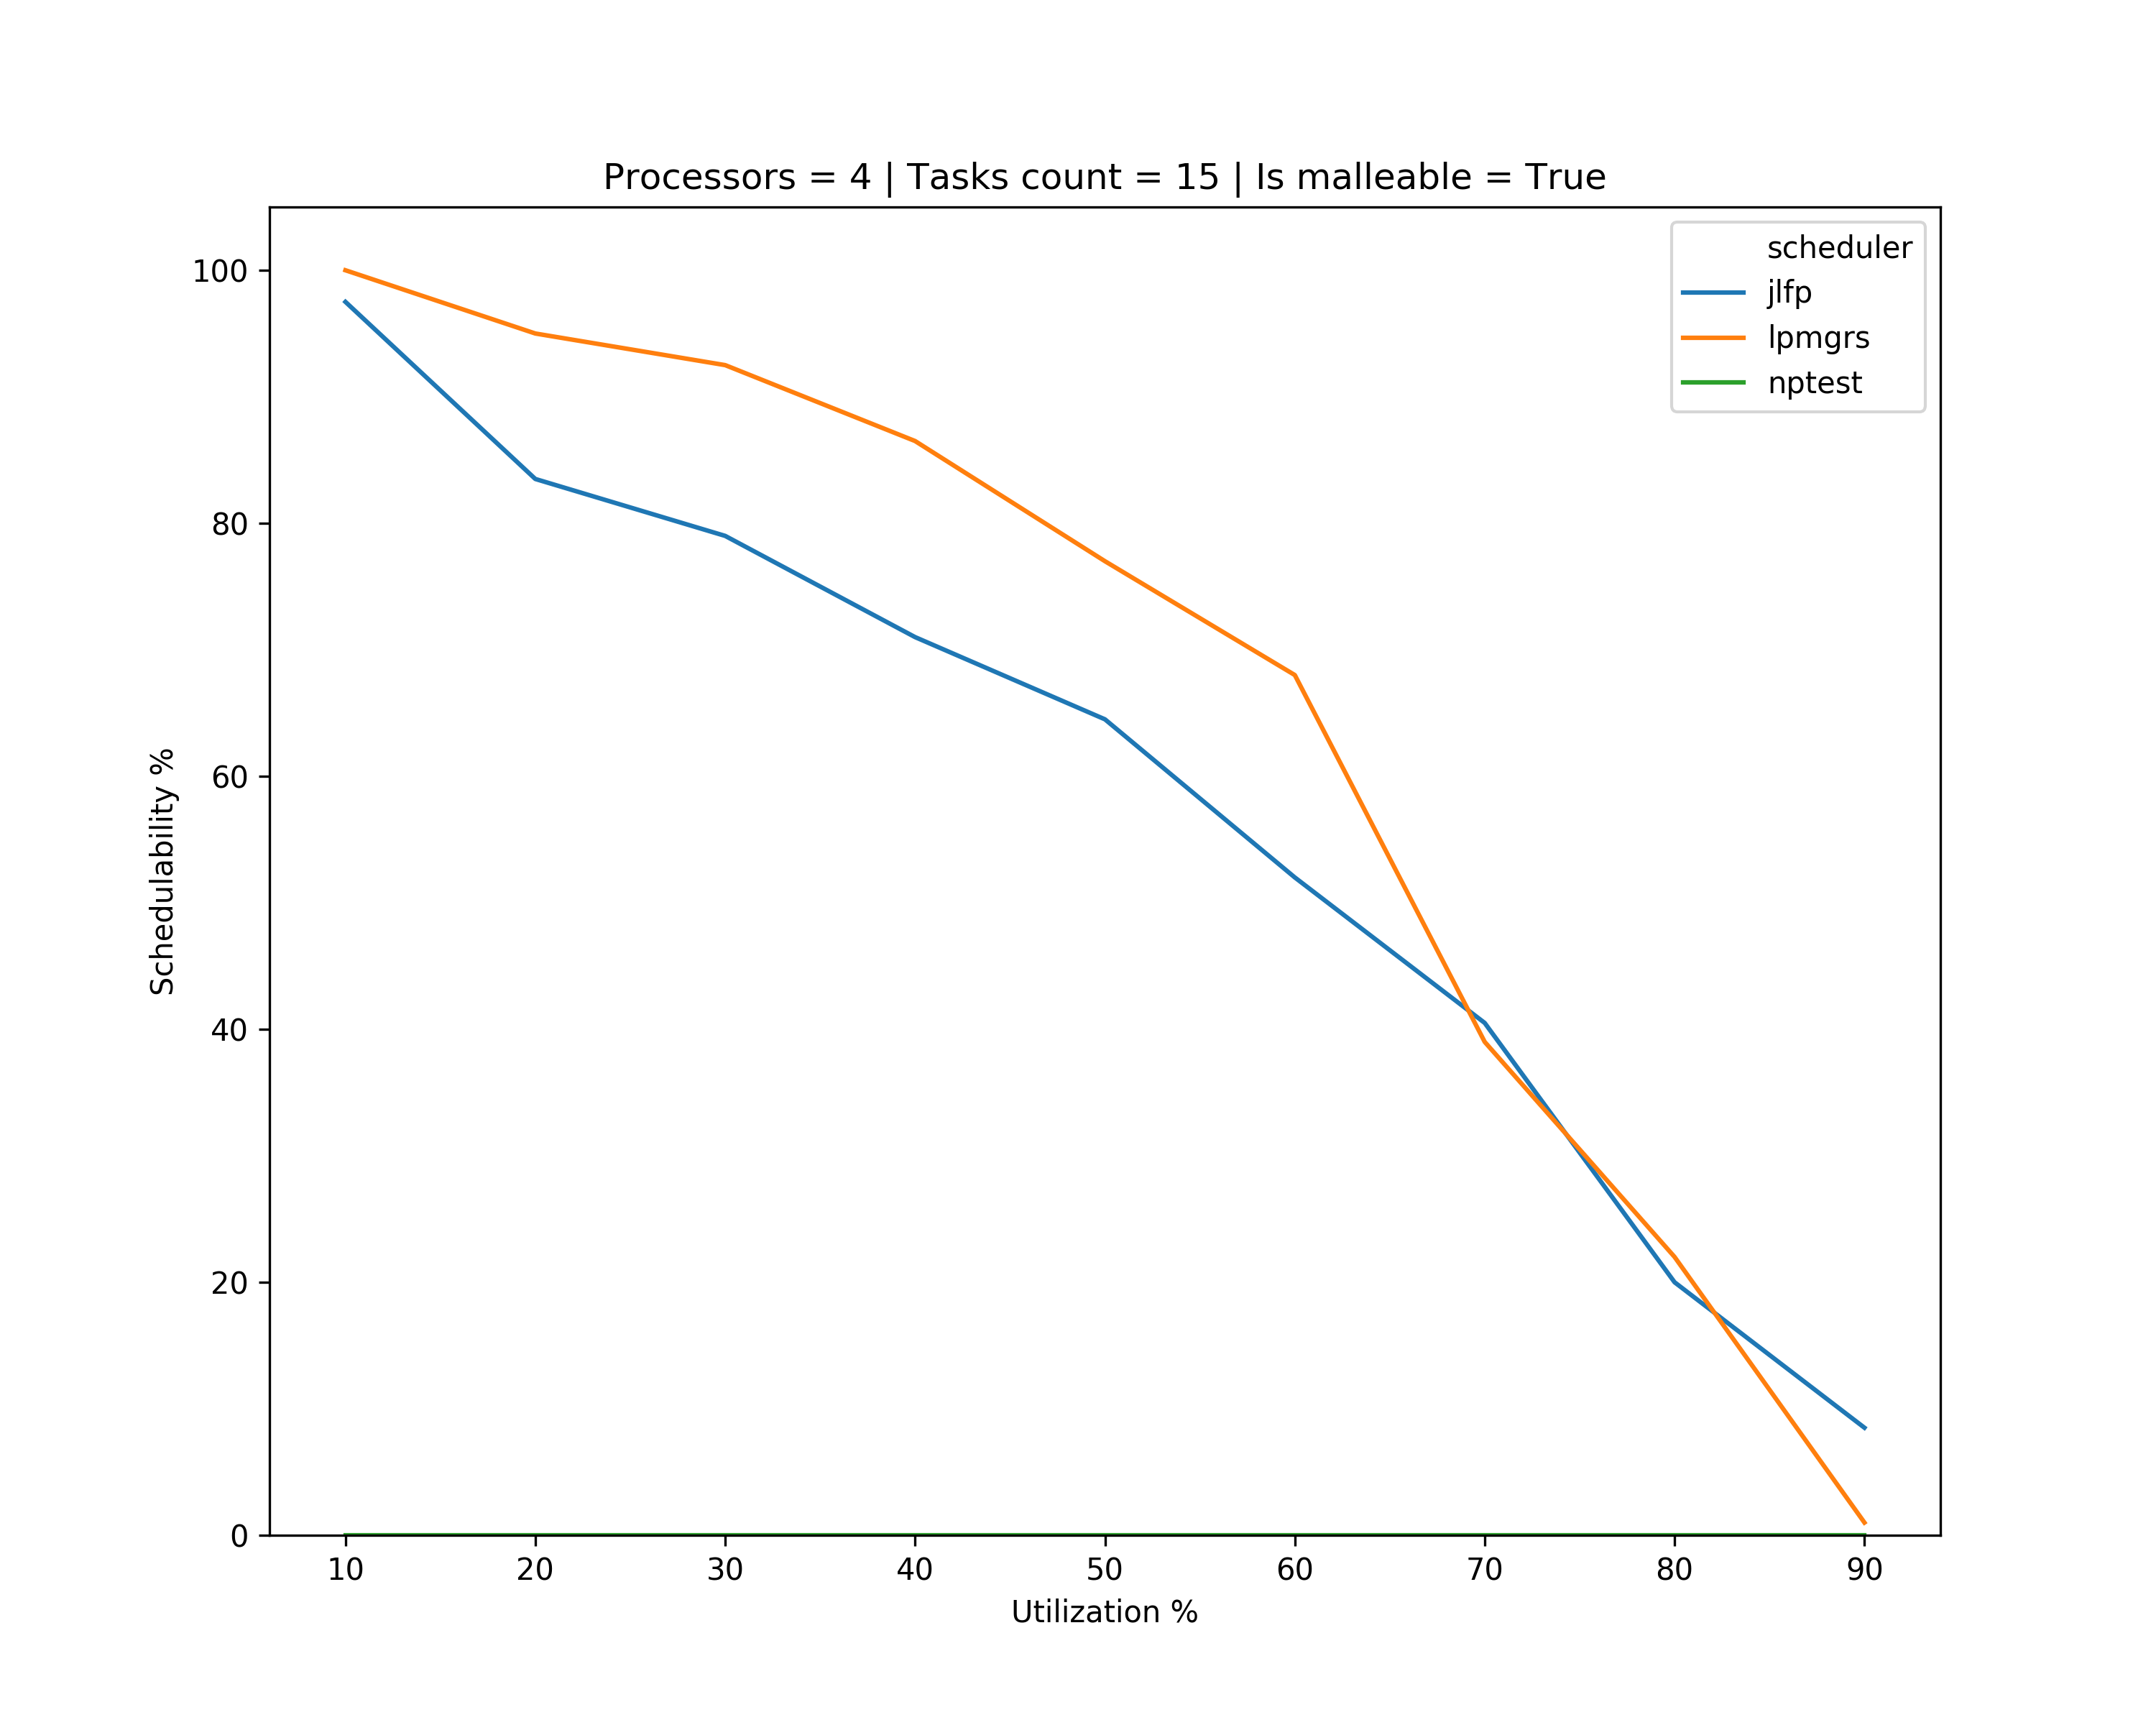 Processors = 4 | Tasks count = 15 | Is malleable = True
scheduler
jlfp
lpmgrs
nptest
Schedulability %
100
80
60
40
20
0
10 20 30 40 50 60 70 80 90
Utilization %